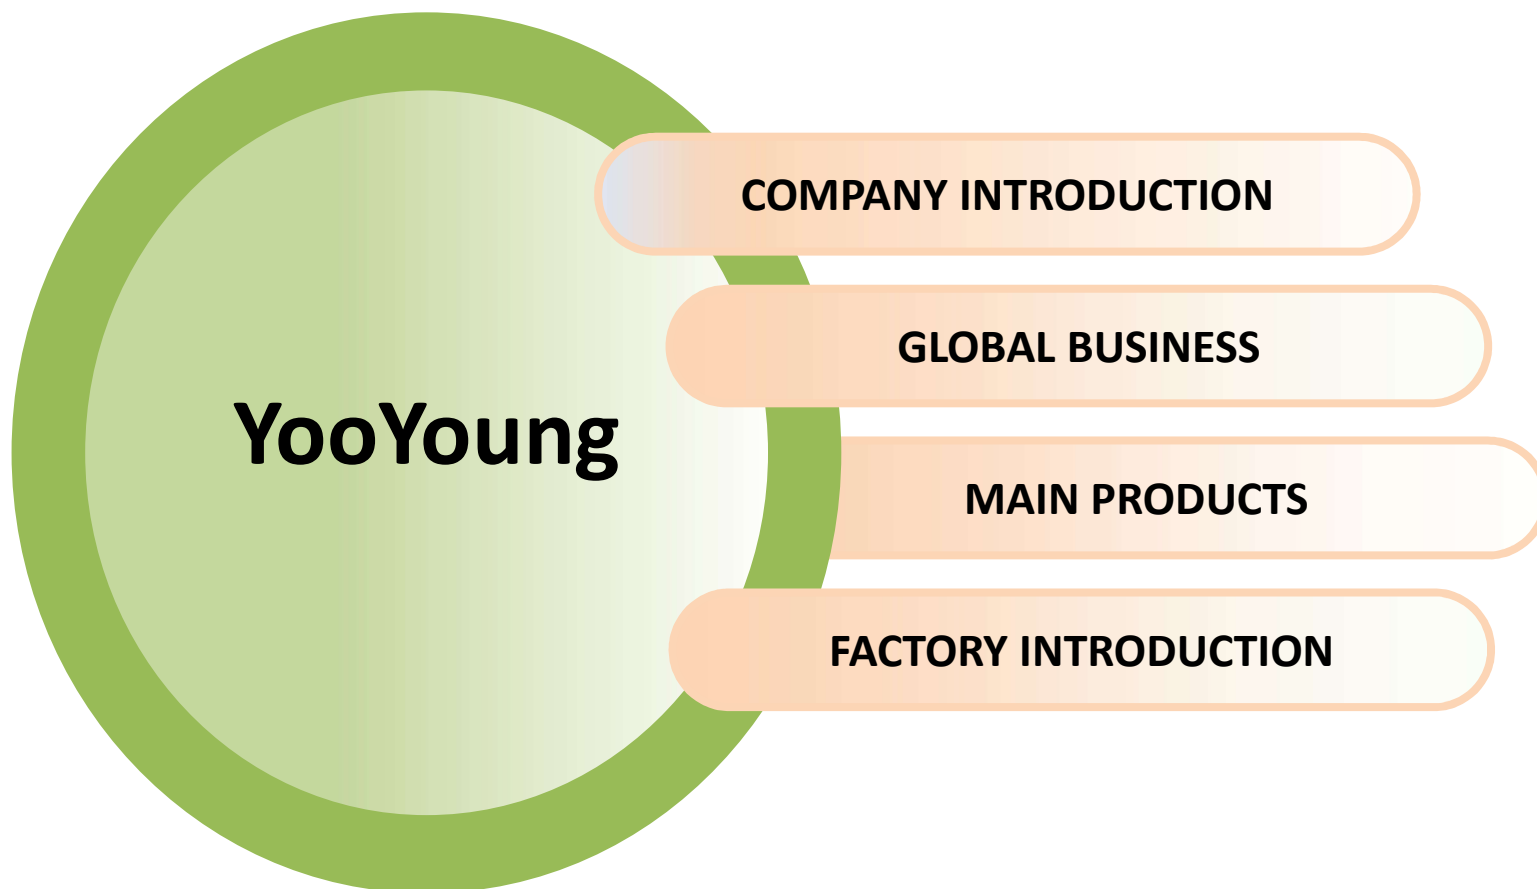 YooYoung
COMPANY INTRODUCTION
GLOBAL BUSINESS
MAIN PRODUCTS
FACTORY INTRODUCTION